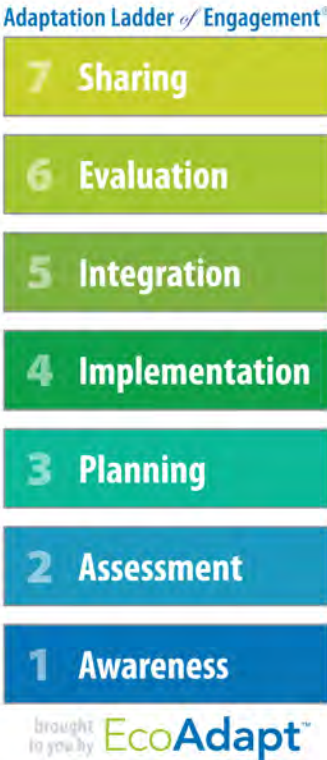 Adaptation Ladder of Engagement®
7 Sharing
6 Evaluation
5 Integration
4 Implementation
3 Planning
2 Assessment
1 Awareness
brought
to you by EcoAdapt™